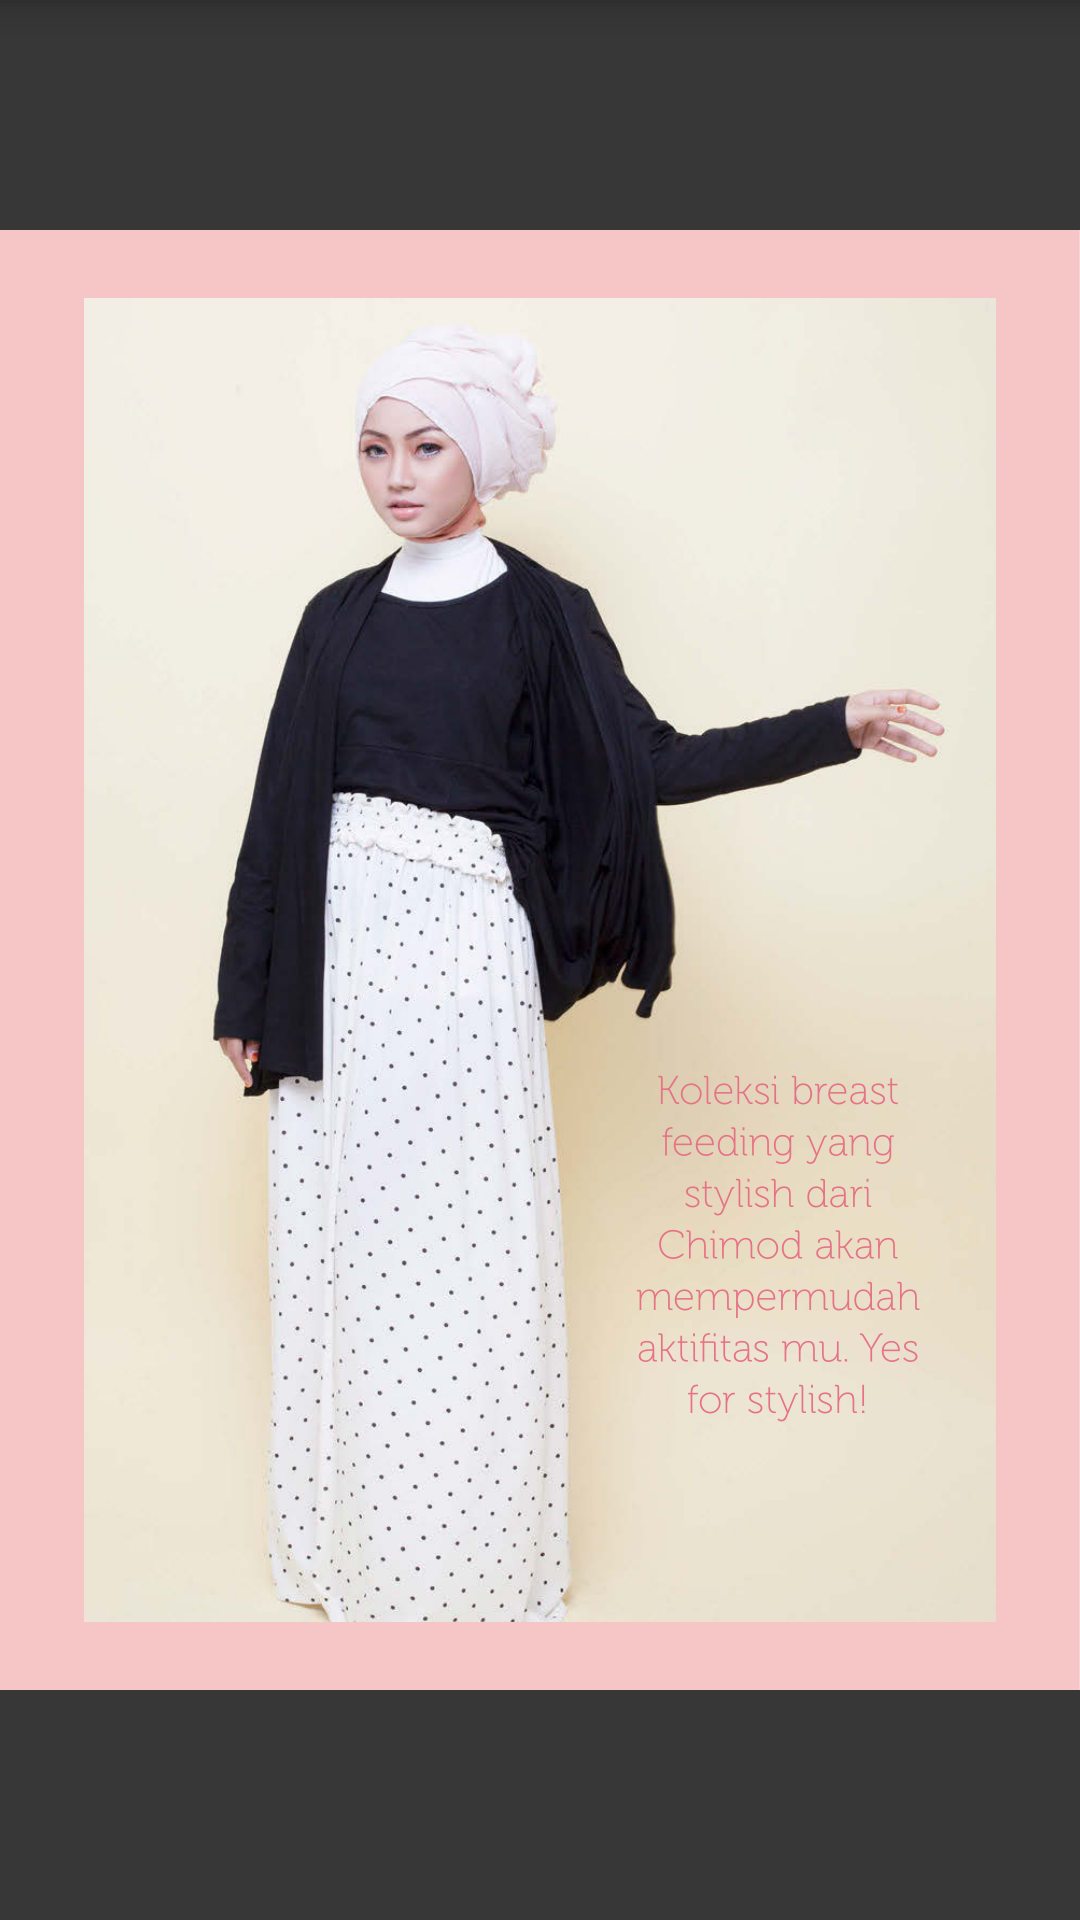 Koleksi breast
feeding yang
stylish dari
Chimod akan
mempermudah
aktifitas mu. Yes
for stylish!